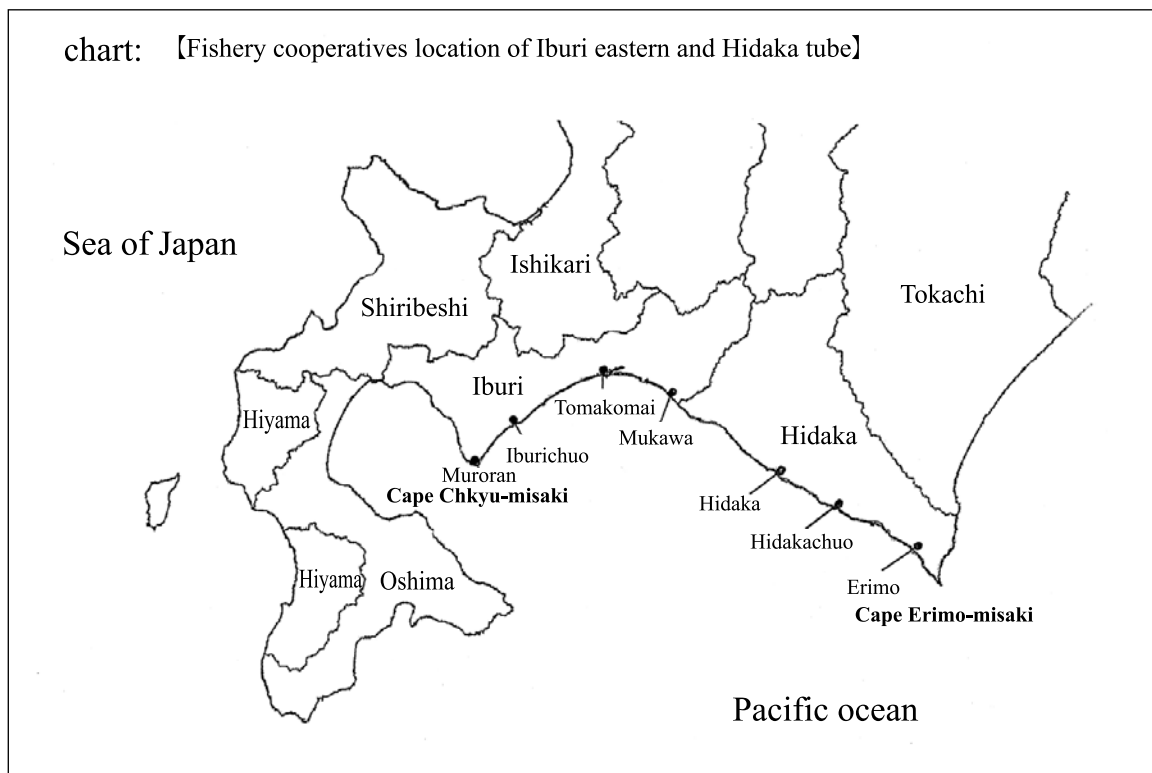 chart: 【Fishery cooperatives location of Iburi eastern and Hidaka tube】
Sea of Japan
Ishikari
Shiribeshi
Tokachi
Iburi
Hiyama
Tomakomai
Mukawa
Hidaka
Iburichuo
Muroran
Cape Chkyu-misaki
Hidaka
Hidakachuo
Hiyama
Oshima
Erimo
Cape Erimo-misaki
Pacific ocean